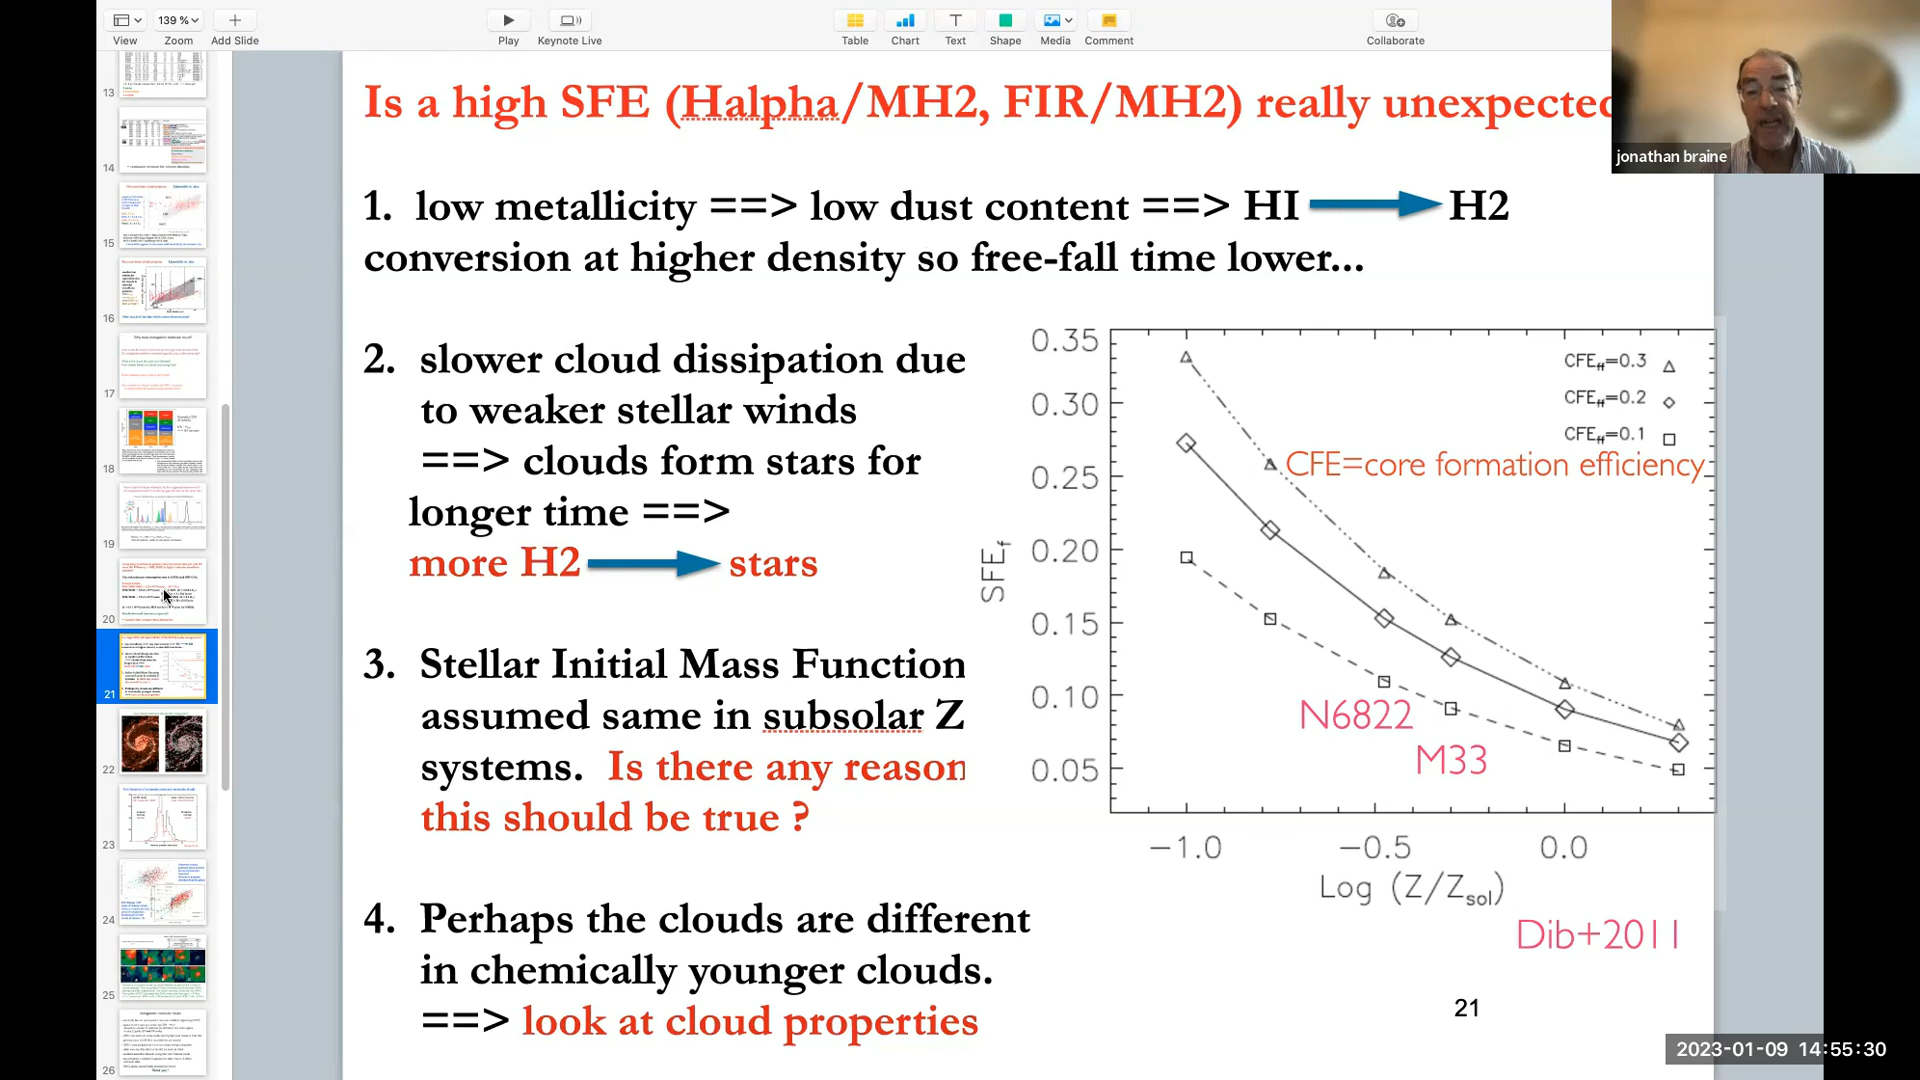 139 %
View
Zoom
Add Slide
Play
Keynote Live
Table
Chart
Text
Shape
Media
Comment
Collaborate
jonathan braine
Is a high SFE (Halpha/MH2, FIR/MH2) really unexpected
1. low metallicity ==> low dust content ==> HI H2
conversion at higher density so free-fall time lower...
2. slower cloud dissipation due
to weaker stellar winds
==> clouds form stars for
longer time ==>
more H2 stars
3. Stellar Initial Mass Function
assumed same in subsolar Z
systems. Is there any reason
this should be true ?
4. Perhaps the clouds are different
in chemically younger clouds.
==> look at cloud properties
0.35
0.30
0.25
0.20
0.15
0.10
0.05
SFEf
CFEff=0.3
CFEff=0.2
CFEff=0.1
CFE=core formation efficiency
N6822
M33
−1.0
−0.5
0.0
Log (Z/Zsol)
Dib+2011
21
13
14
15
16
17
18
19
20
21
22
23
24
25
26
2023-01-09 14:55:30